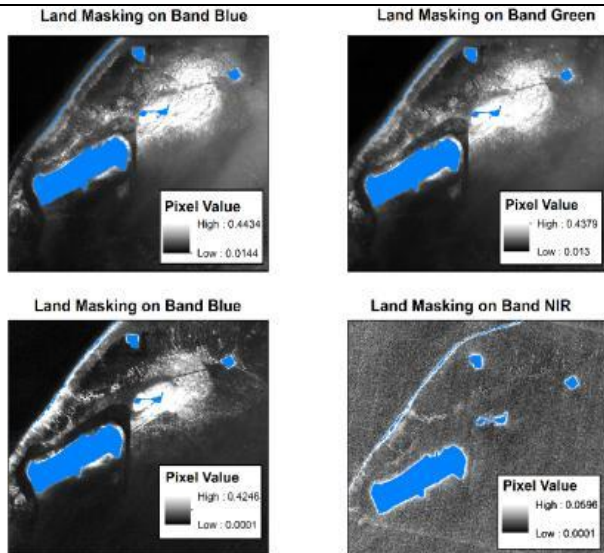 Land Masking on Band Blue
Land Masking on Band Green
Pixel Value
High : 0.4434
Low : 0.0144
Pixel Value
High : 0.4379
Low : 0.013
Land Masking on Band Blue
Land Masking on Band NIR
Pixel Value
High : 0.4246
Low : 0.0001
Pixel Value
High : 0.0596
Low : 0.0001